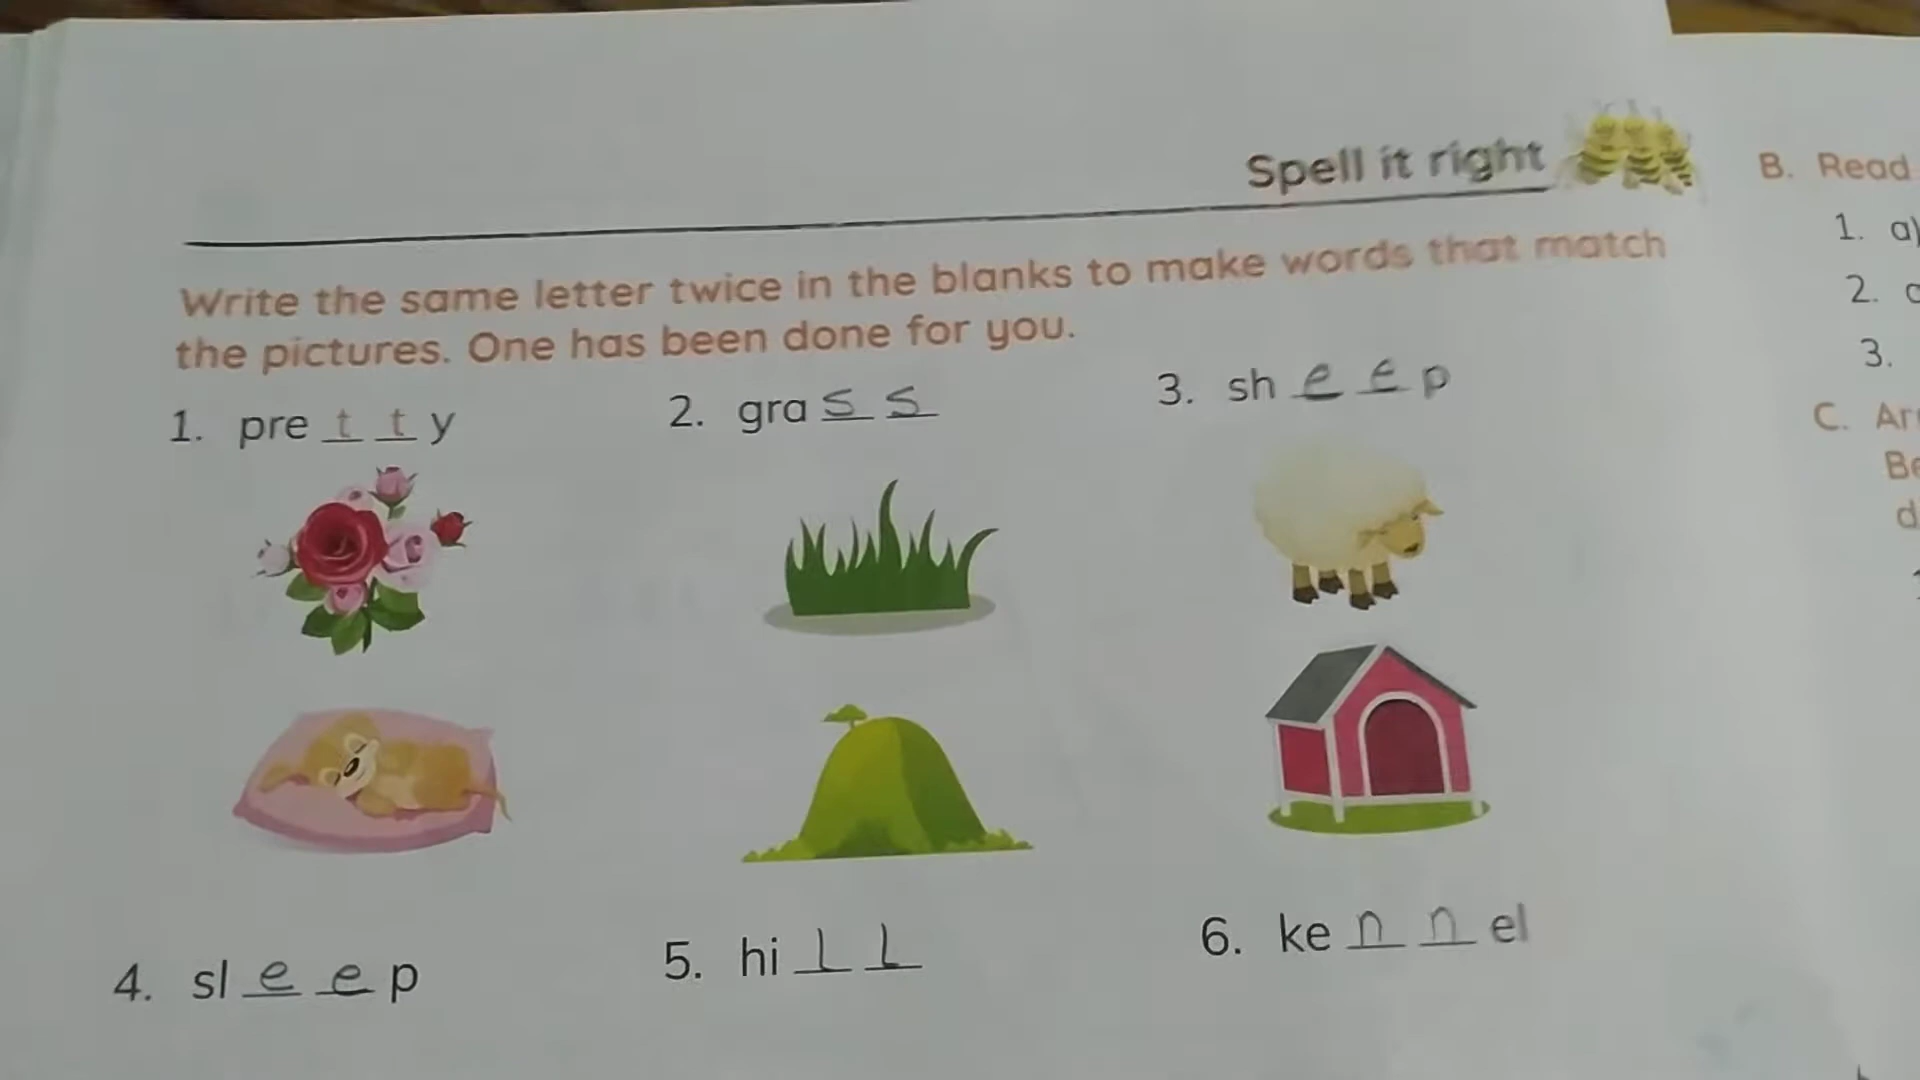 Spell it right
Write the same letter twice in the blanks to make words that match
the pictures. One has been done for you.
1. pre t t y
2. gra s s
3. sh e e p
4. sl e e p
5. hi l l
6. ke n n el
B. Read
1. a)
2.
3.
C.